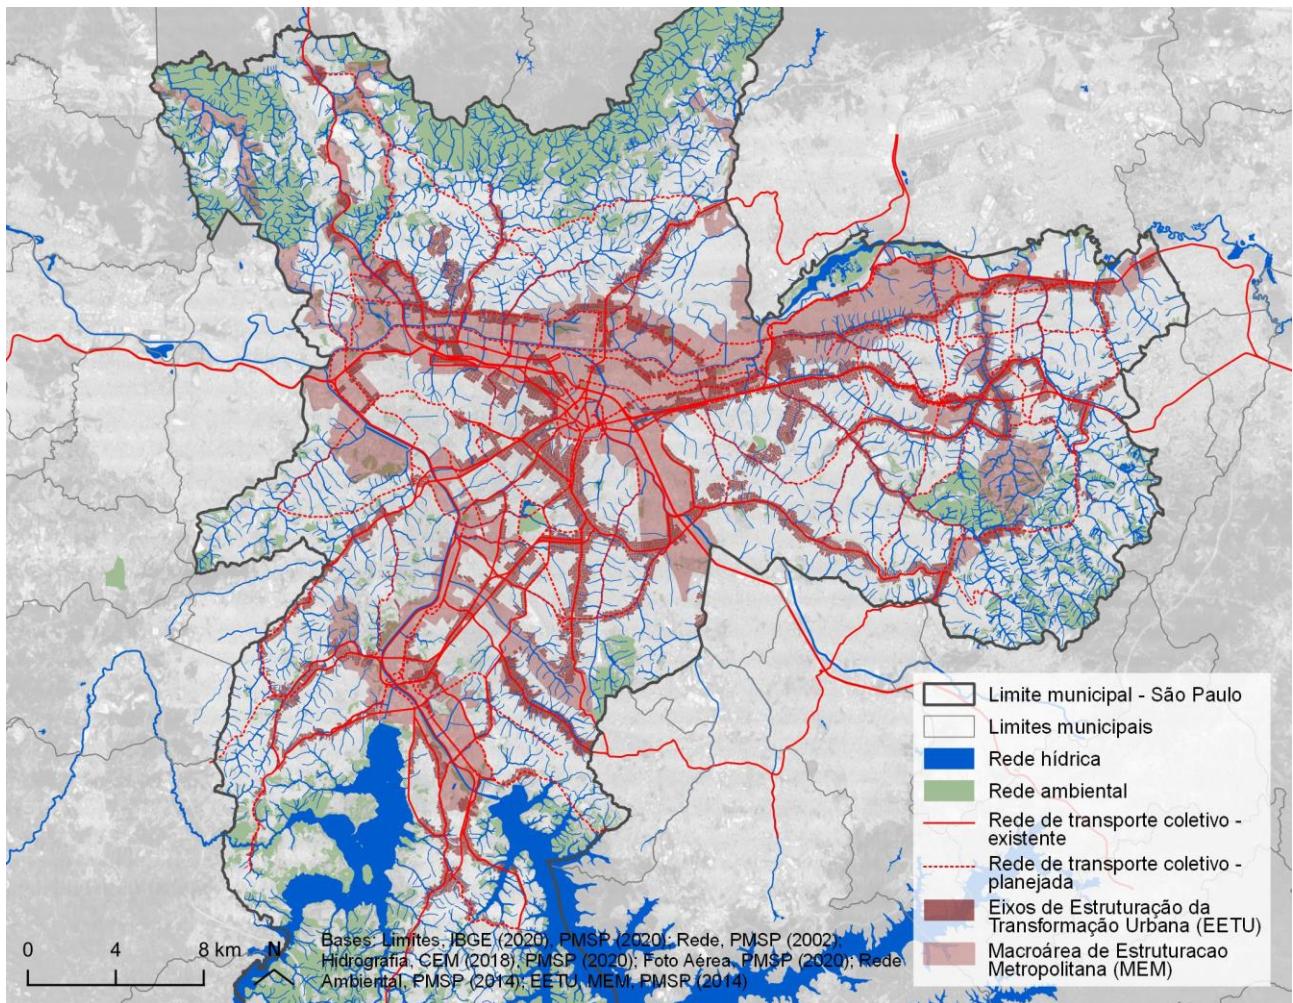 Limite municipal - São Paulo
Limites municipais
Rede hídrica
Rede ambiental
Rede de transporte coletivo -
existente
Rede de transporte coletivo -
planejada
Eixos de Estruturação da
Transformação Urbana (EETU)
Macroárea de Estruturacao
Metropolitana (MEM)
0 4 8 km N
Bases: Limites, IBGE (2020), PMSP (2020); Rede, PMSP (2002);
Hidrografia, CEM (2018), PMSP (2020); Foto Aérea, PMSP (2020); Rede
Ambiental, PMSP (2014); EETU, MEM, PMSP (2014)